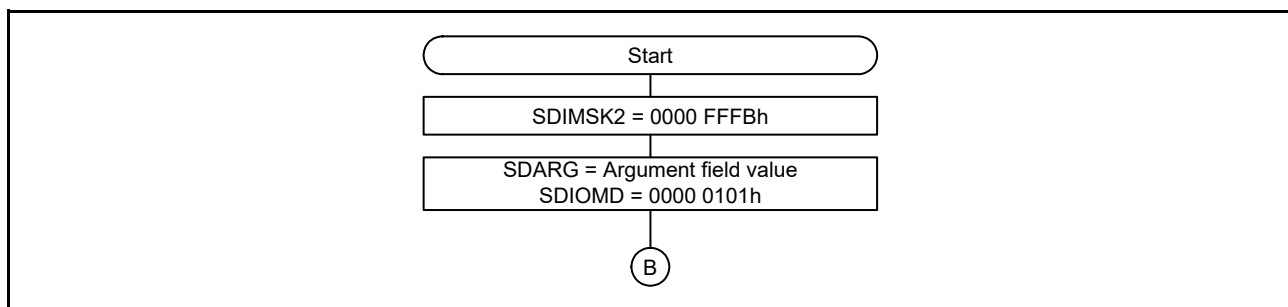 Start
SDIMSK2 = 0000 FFFBh
SDARG = Argument field value
SDIOMD = 0000 0101h
B